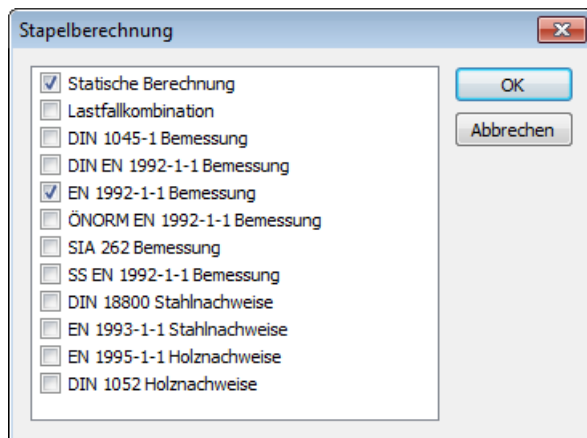 Stapelberechnung
Statische Berechnung
Lastfallkombination
DIN 1045-1 Bemessung
DIN EN 1992-1-1 Bemessung
EN 1992-1-1 Bemessung
ÖNORM EN 1992-1-1 Bemessung
SIA 262 Bemessung
SS EN 1992-1-1 Bemessung
DIN 18800 Stahlnachweise
EN 1993-1-1 Stahlnachweise
EN 1995-1-1 Holznachweise
DIN 1052 Holznachweise
OK
Abbrechen